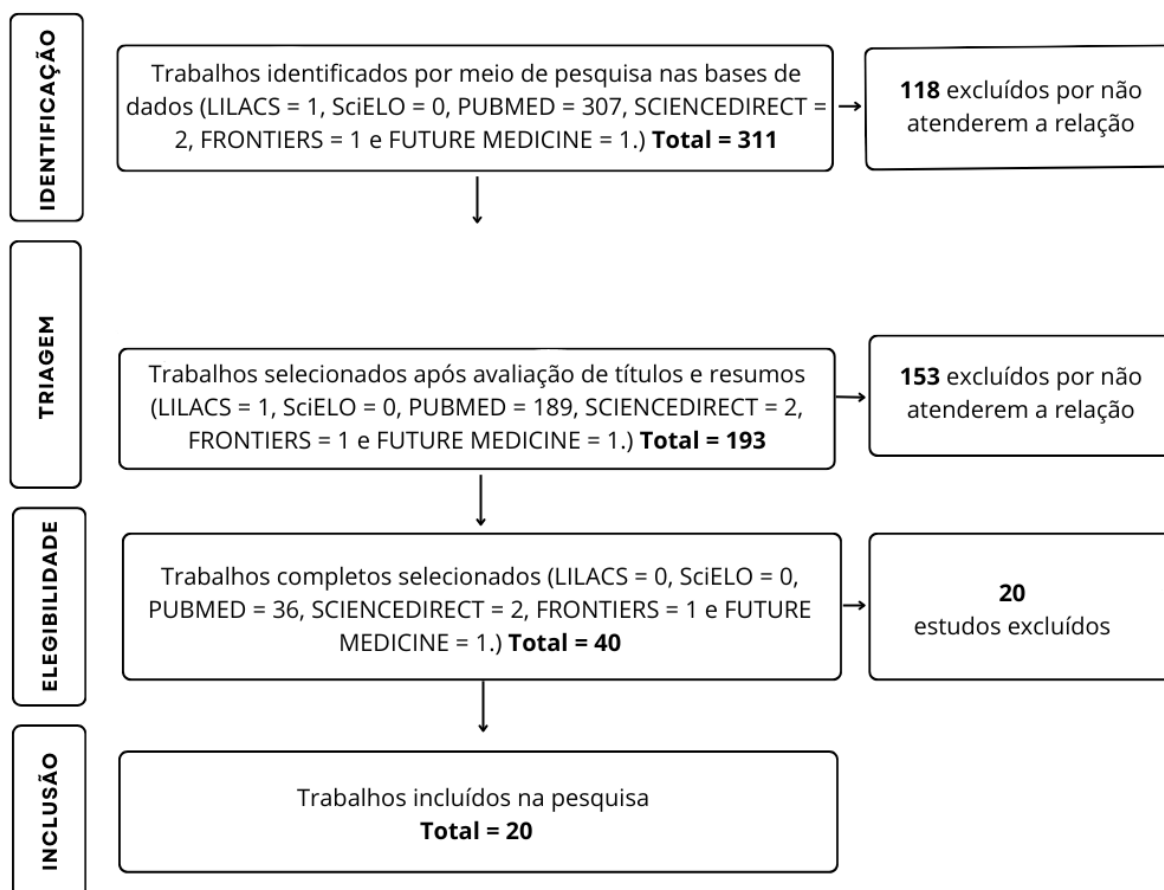 IDENTIFICAÇÃO
Trabalhos identificados por meio de pesquisa nas bases de
dados (LILACS = 1, SciELO = 0, PUBMED = 307, SCIENCEDIRECT =
2, FRONTIERS = 1 e FUTURE MEDICINE = 1.) Total = 311
118 excluídos por não
atenderem a relação
TRIAGEM
Trabalhos selecionados após avaliação de títulos e resumos
(LILACS = 1, SciELO = 0, PUBMED = 189, SCIENCEDIRECT = 2,
FRONTIERS = 1 e FUTURE MEDICINE = 1.) Total = 193
153 excluídos por não
atenderem a relação
ELEGIBILIDADE
Trabalhos completos selecionados (LILACS = 0, SciELO = 0,
PUBMED = 36, SCIENCEDIRECT = 2, FRONTIERS = 1 e FUTURE
MEDICINE = 1.) Total = 40
20
estudos excluídos
INCLUSÃO
Trabalhos incluídos na pesquisa
Total = 20